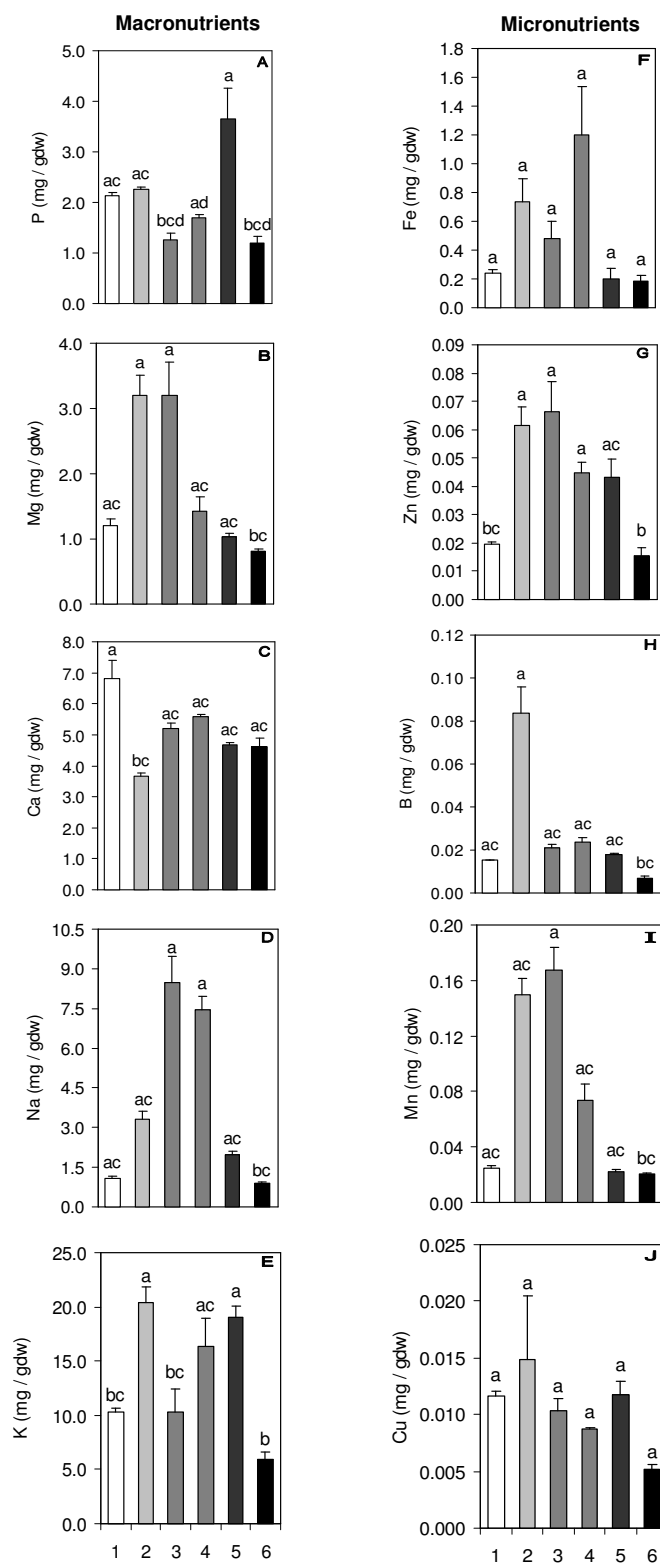 Macronutrients
A
P (mg / gdw)
5.0
4.0
3.0
2.0
1.0
0.0
ac
ac
bcd
ad
a
bcd
B
Mg (mg / gdw)
4.0
3.0
2.0
1.0
0.0
ac
a
a
ac
ac
bc
C
Ca (mg / gdw)
8.0
7.0
6.0
5.0
4.0
3.0
2.0
1.0
0.0
a
bc
ac
ac
ac
ac
D
Na (mg / gdw)
10.5
9.0
7.5
6.0
4.5
3.0
1.5
0.0
ac
ac
a
a
ac
bc
E
K (mg / gdw)
25.0
20.0
15.0
10.0
5.0
0.0
bc
a
bc
ac
a
b
1 2 3 4 5 6
Micronutrients
F
Fe (mg / gdw)
1.8
1.6
1.4
1.2
1.0
0.8
0.6
0.4
0.2
0.0
a
a
a
a
a
a
G
Zn (mg / gdw)
0.09
0.08
0.07
0.06
0.05
0.04
0.03
0.02
0.01
0.00
bc
a
a
a
ac
b
H
B (mg / gdw)
0.12
0.10
0.08
0.06
0.04
0.02
0.00
ac
a
ac
ac
ac
bc
I
Mn (mg / gdw)
0.20
0.16
0.12
0.08
0.04
0.00
ac
ac
a
ac
ac
bc
J
Cu (mg / gdw)
0.025
0.020
0.015
0.010
0.005
0.000
a
a
a
a
a
a
1 2 3 4 5 6